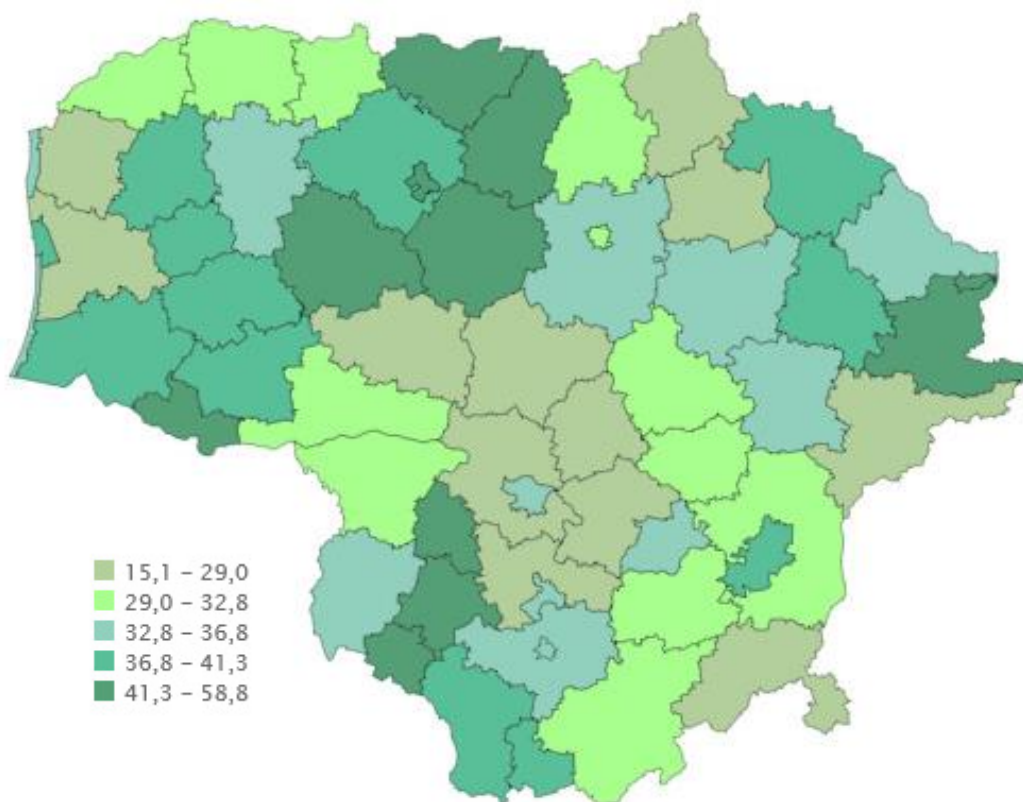 15,1 – 29,0
29,0 – 32,8
32,8 – 36,8
36,8 – 41,3
41,3 – 58,8